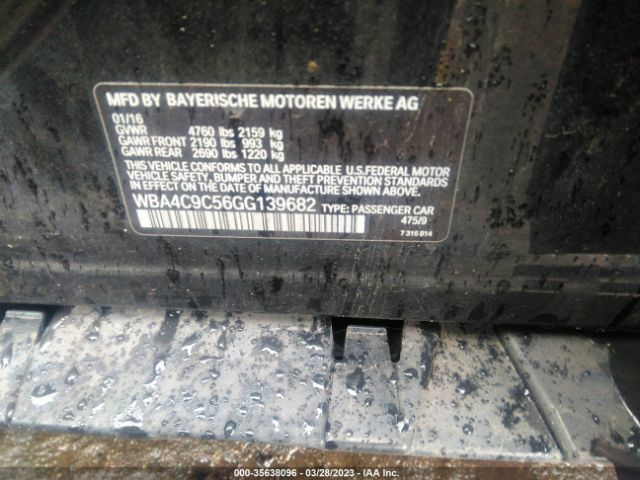 MFD BY BAYERISCHE MOTOREN WERKE AG
01/16
GVWR 4760 lbs 2159 kg
GAWR FRONT 2190 lbs 993 kg
GAWR REAR 2690 lbs 1220 kg
THIS VEHICLE CONFORMS TO ALL APPLICABLE U.S.FEDERAL MOTOR
VEHICLE SAFETY, BUMPER AND THEFT PREVENTION STANDARDS
IN EFFECT ON THE DATE OF MANUFACTURE SHOWN ABOVE.
WBA4C9C56GG139682 TYPE: PASSENGER CAR
475/9
7 316 814
000-35638096 — 03/28/2023 — IAA Inc.